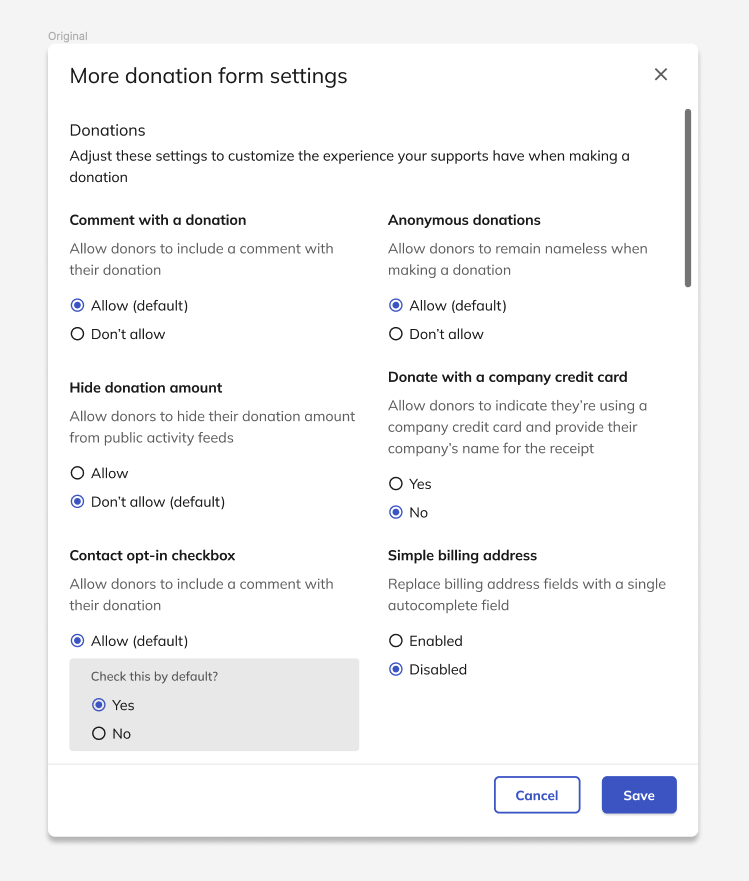 Original
More donation form settings
Donations
Adjust these settings to customize the experience your supports have when making a
donation
Comment with a donation
Allow donors to include a comment with
their donation
Allow (default)
Don't allow
Anonymous donations
Allow donors to remain nameless when
making a donation
Allow (default)
Don't allow
Hide donation amount
Allow donors to hide their donation amount
from public activity feeds
Allow
Don't allow (default)
Donate with a company credit card
Allow donors to indicate they're using a
company credit card and provide their
company's name for the receipt
Yes
No
Contact opt-in checkbox
Allow donors to include a comment with
their donation
Allow (default)
Check this by default?
Yes
No
Simple billing address
Replace billing address fields with a single
autocomplete field
Enabled
Disabled
Cancel
Save